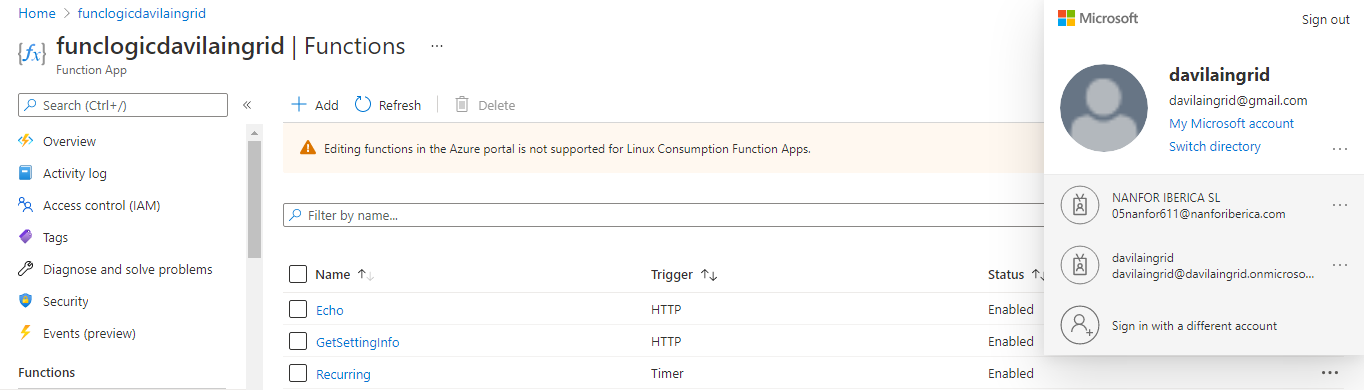 Home > funclogicdavilaingrid
funclogicdavilaingrid | Functions ...
Function App
Search (Ctrl+/)
«
Overview
Activity log
Access control (IAM)
Tags
Diagnose and solve problems
Security
Events (preview)
Functions
+ Add Refresh Delete
Editing functions in the Azure portal is not supported for Linux Consumption Function Apps.
Filter by name...
Name ↑↓ Trigger ↑↓ Status ↑↓
Echo HTTP Enabled
GetSettingInfo HTTP Enabled
Recurring Timer Enabled ...
Microsoft Sign out
davilaingrid
davilaingrid@gmail.com
My Microsoft account
Switch directory ...
NANFOR IBERICA SL
05nanfor611@nanforiberica.com ...
davilaingrid
davilaingrid@davilaingrid.onmicroso... ...
Sign in with a different account